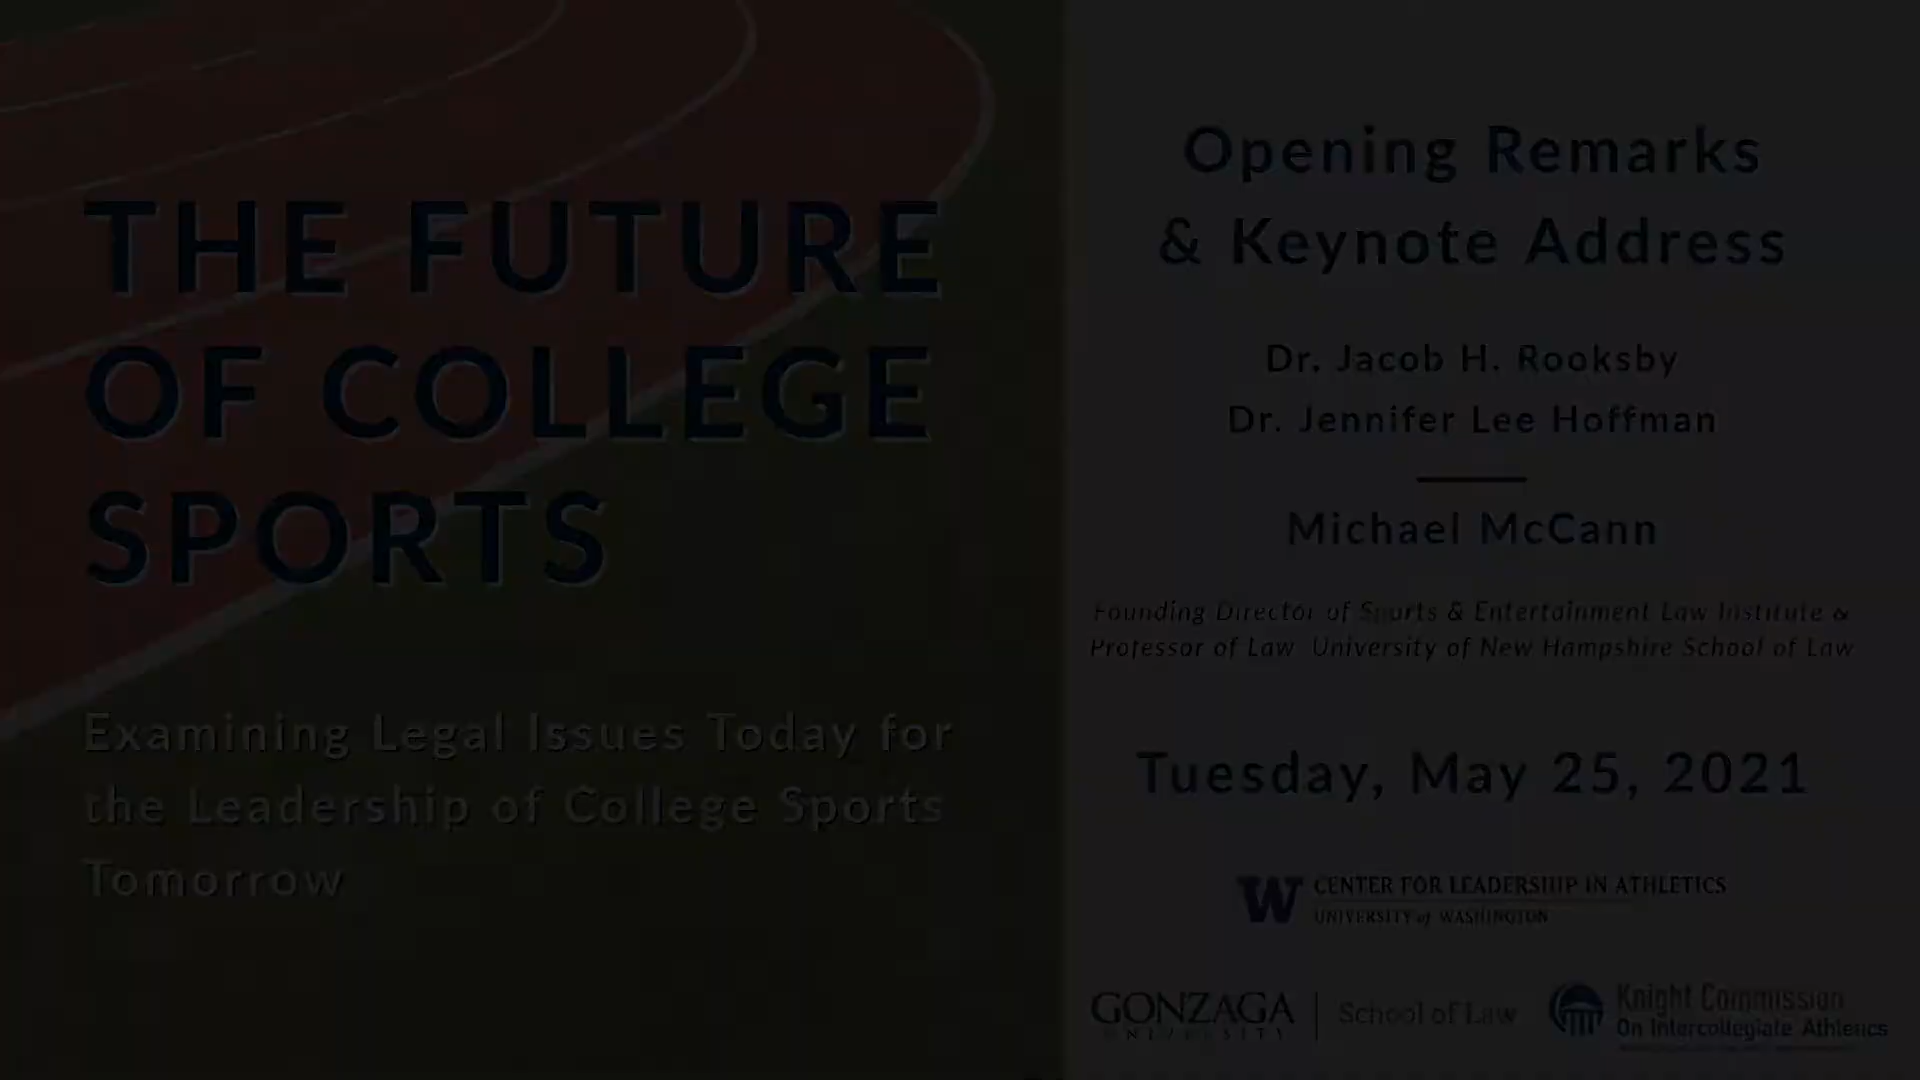 THE FUTURE
OF COLLEGE
SPORTS
Examining Legal Issues Today for
the Leadership of College Sports
Tomorrow
Opening Remarks
& Keynote Address
Dr. Jacob H. Rooksby
Dr. Jennifer Lee Hoffman
Michael McCann
Founding Director of Sports & Entertainment Law Institute &
Professor of Law University of New Hampshire School of Law
Tuesday, May 25, 2021
W CENTER FOR LEADERSHIP IN ATHLETICS
UNIVERSITY of WASHINGTON
GONZAGA
UNIVERSITY
School of Law
Knight Commission
On Intercollegiate Athletics